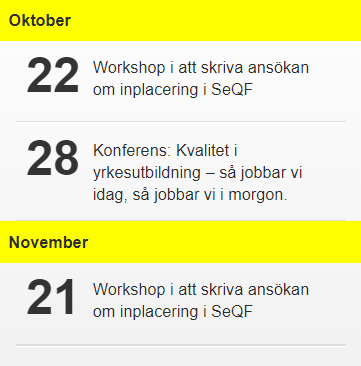 Oktober
22
Workshop i att skriva ansökan
om inplacering i SeQF
28
Konferens: Kvalitet i
yrkesutbildning – så jobbar vi
idag, så jobbar vi i morgon.
November
21
Workshop i att skriva ansökan
om inplacering i SeQF